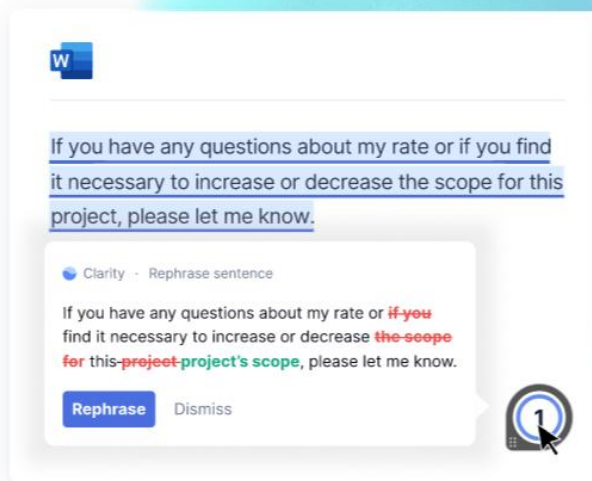 W
If you have any questions about my rate or if you find
it necessary to increase or decrease the scope for this
project, please let me know.
Clarity · Rephrase sentence
If you have any questions about my rate or if you
find it necessary to increase or decrease the scope
for this project project's scope, please let me know.
Rephrase Dismiss
1